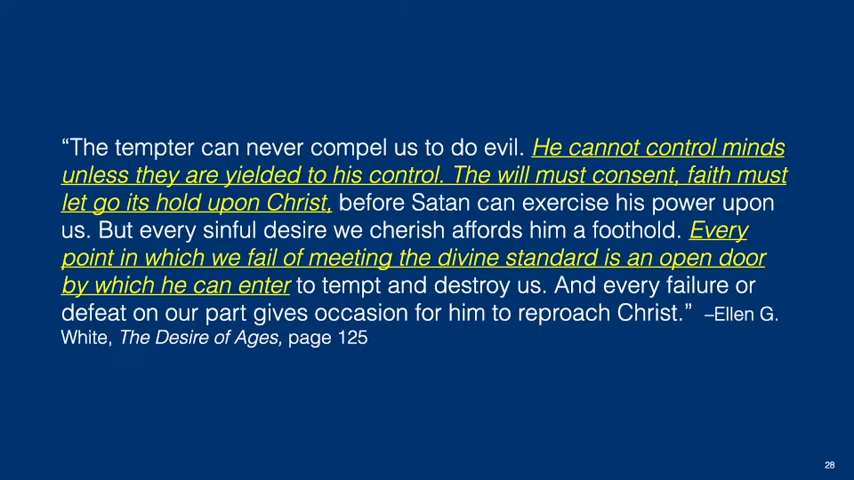 “The tempter can never compel us to do evil. He cannot control minds
unless they are yielded to his control. The will must consent, faith must
let go its hold upon Christ, before Satan can exercise his power upon
us. But every sinful desire we cherish affords him a foothold. Every
point in which we fail of meeting the divine standard is an open door
by which he can enter to tempt and destroy us. And every failure or
defeat on our part gives occasion for him to reproach Christ.” –Ellen G.
White, The Desire of Ages, page 125
28